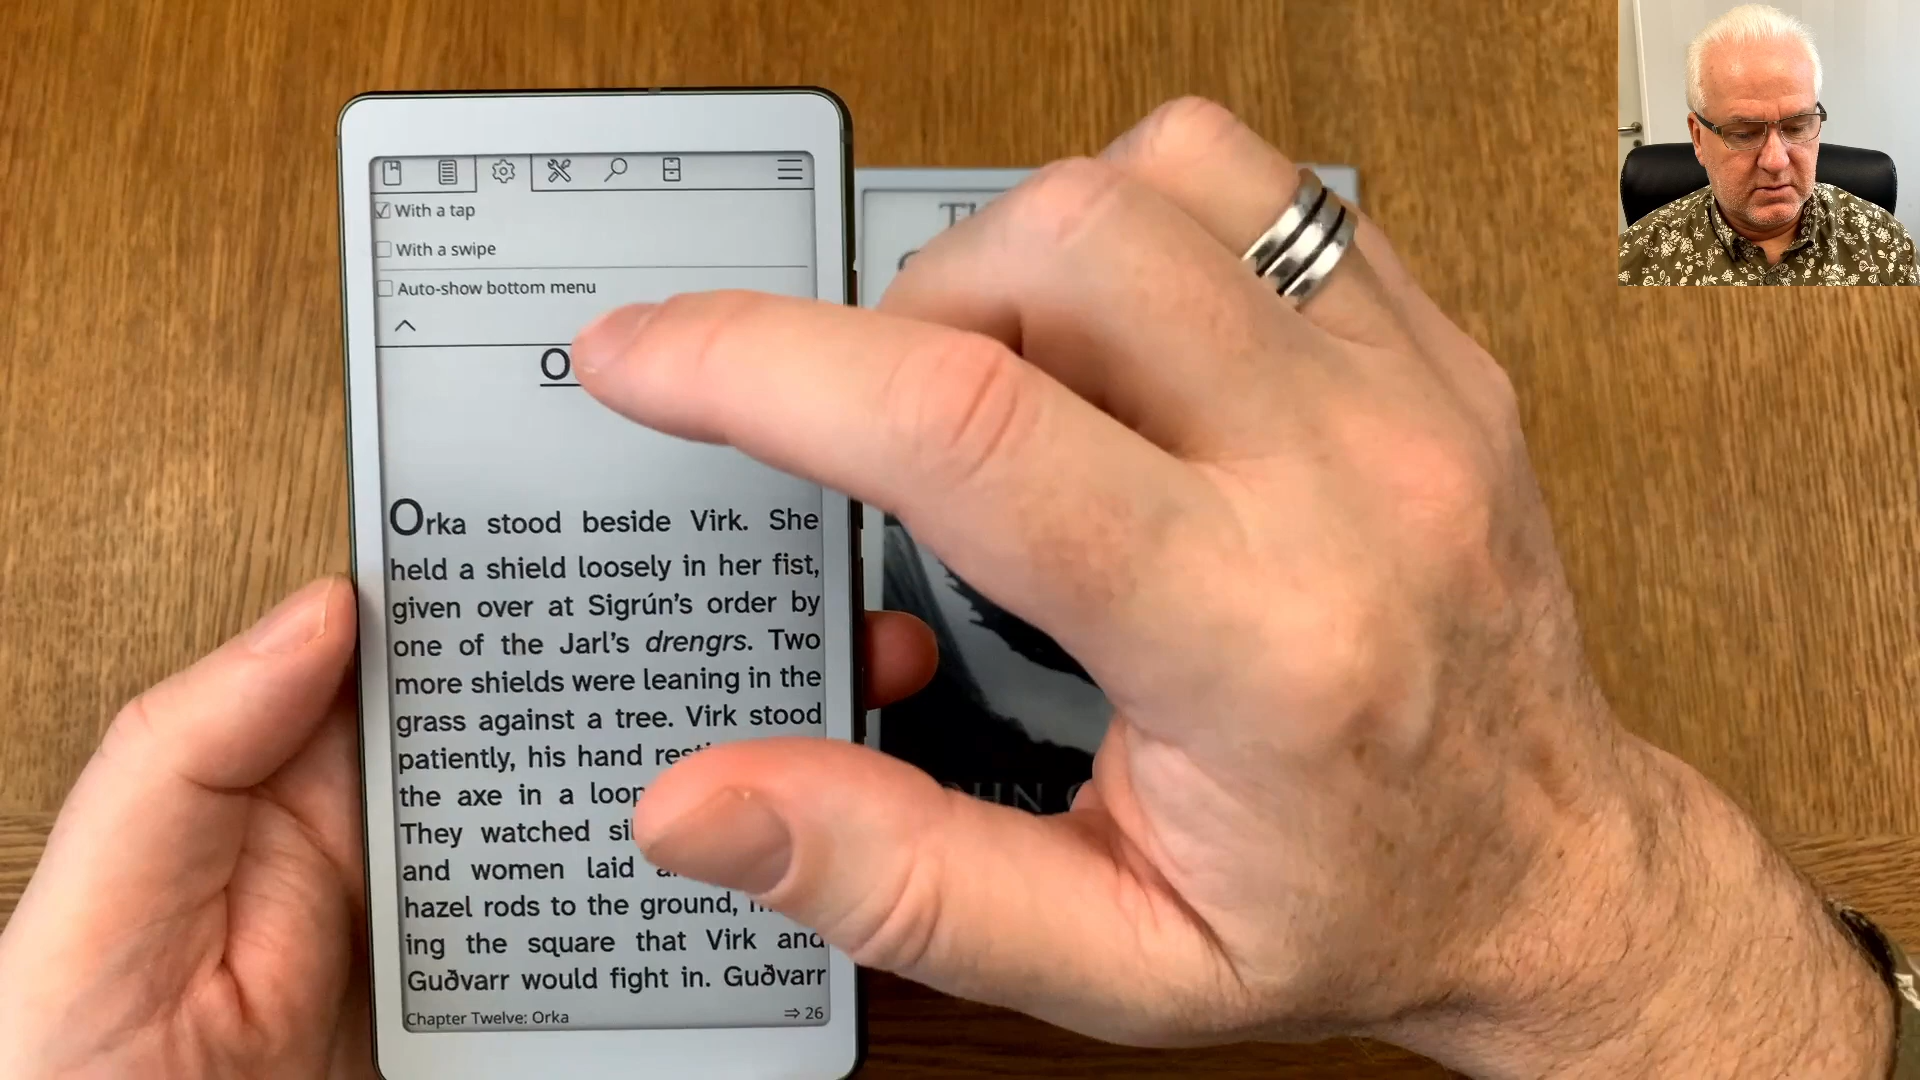 With a tap
With a swipe
Auto-show bottom menu
Orka stood beside Virk. She
held a shield loosely in her fist,
given over at Sigrún's order by
one of the Jarl's drengrs. Two
more shields were leaning in the
grass against a tree. Virk stood
patiently, his hand
the axe in a
They watched
and women laid
hazel rods to the ground,
ing the square that Virk and
Guðvarr would fight in. Guðvarr
Chapter Twelve: Orka ⇒ 26